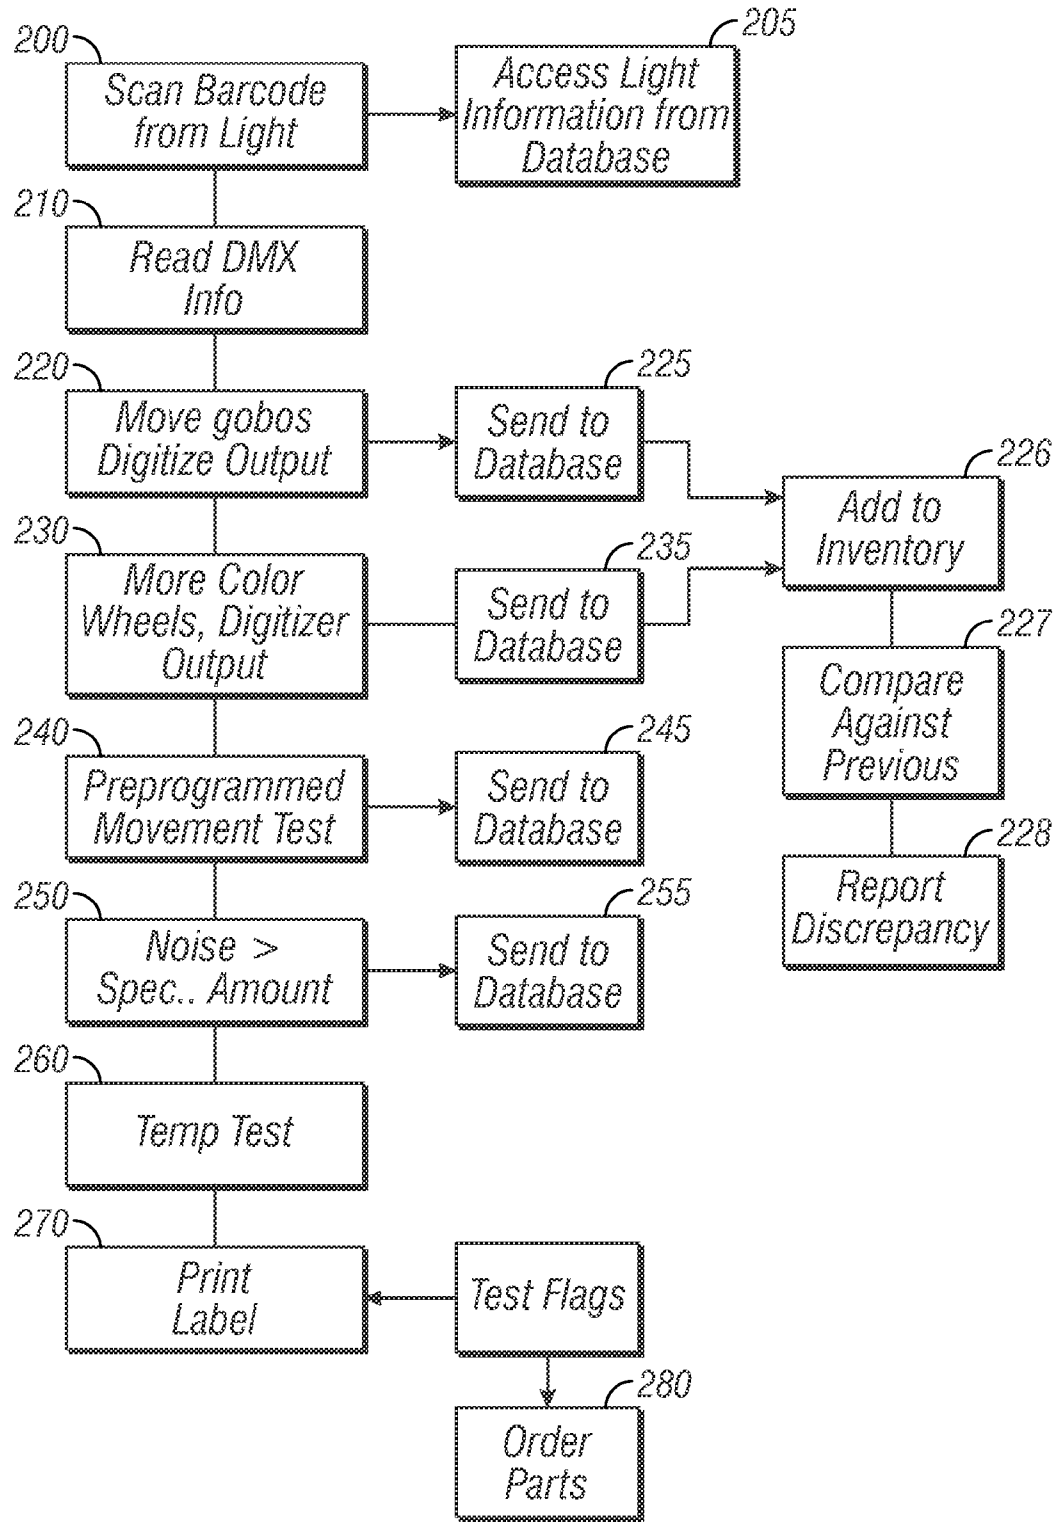 200
Scan Barcode
from Light
205
Access Light
Information from
Database
210
Read DMX
Info
220
Move gobos
Digitize Output
225
Send to
Database
226
Add to
Inventory
230
More Color
Wheels, Digitizer
Output
235
Send to
Database
227
Compare
Against
Previous
240
Preprogrammed
Movement Test
245
Send to
Database
228
Report
Discrepancy
250
Noise >
Spec.. Amount
255
Send to
Database
260
Temp Test
270
Print
Label
Test Flags
280
Order
Parts